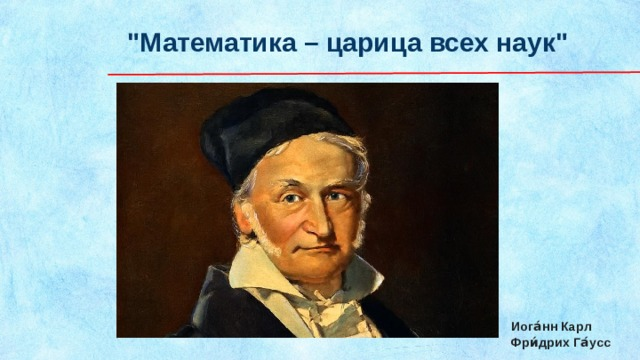 "Математика – царица всех наук"
Иога́нн Карл
Фри́дрих Га́усс